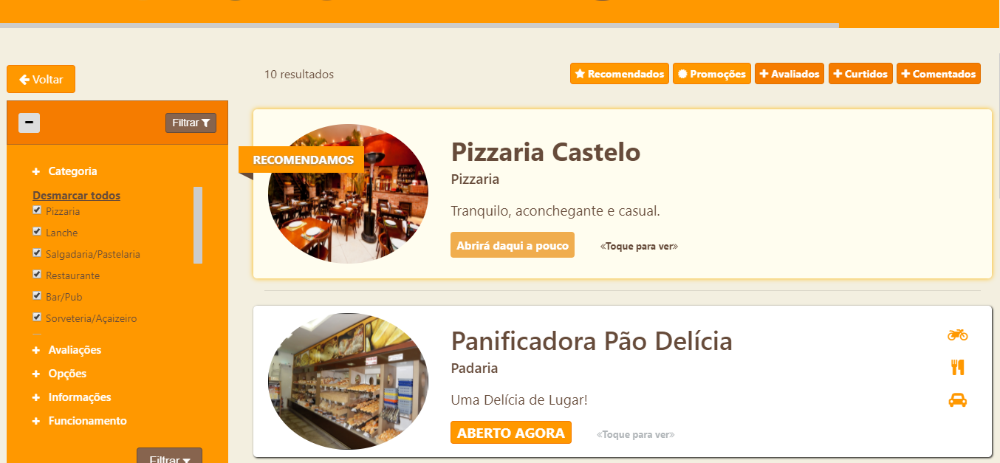 Voltar
10 resultados
Recomendados
Promoções
Avaliados
Curtidos
Comentados
Filtrar
Categoria
Desmarcar todos
Pizzaria
Lanche
Salgadaria/Pastelaria
Restaurante
Bar/Pub
Sorveteria/Açaizeiro
Avaliações
Opções
Informações
Funcionamento
Filtrar
RECOMENDAMOS
Pizzaria Castelo
Pizzaria
Tranquilo, aconchegante e casual.
Abrirá daqui a pouco
«Toque para ver»
Panificadora Pão Delícia
Padaria
Uma Delícia de Lugar!
ABERTO AGORA
«Toque para ver»